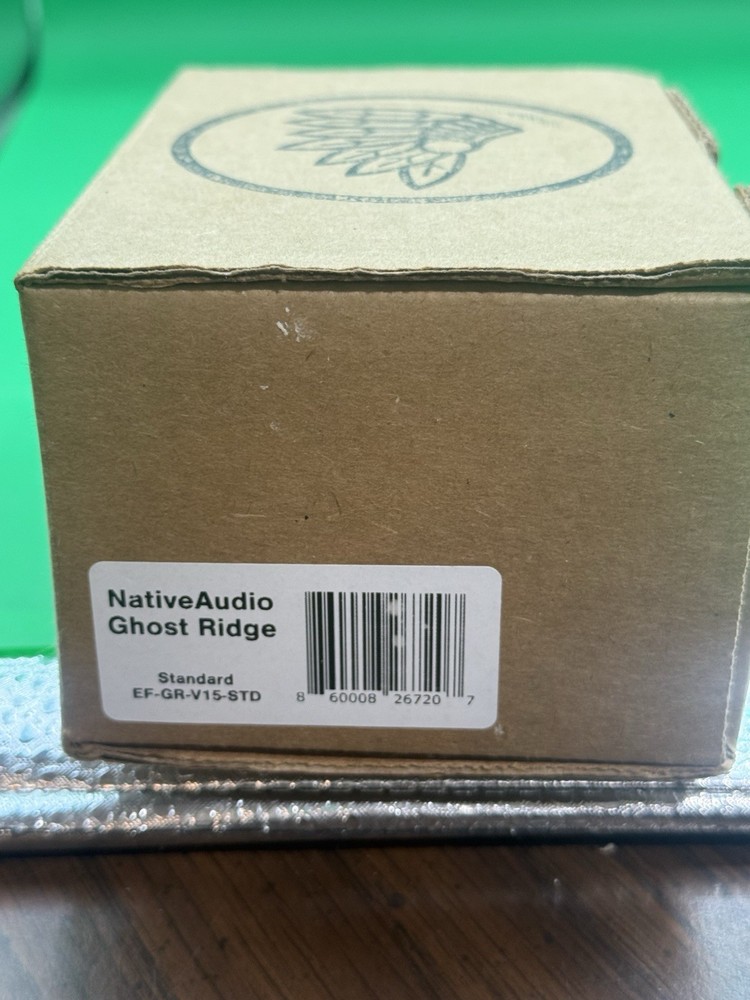 NativeAudio
Ghost Ridge
Standard
EF-GR-V15-STD
8 60008 26720 7